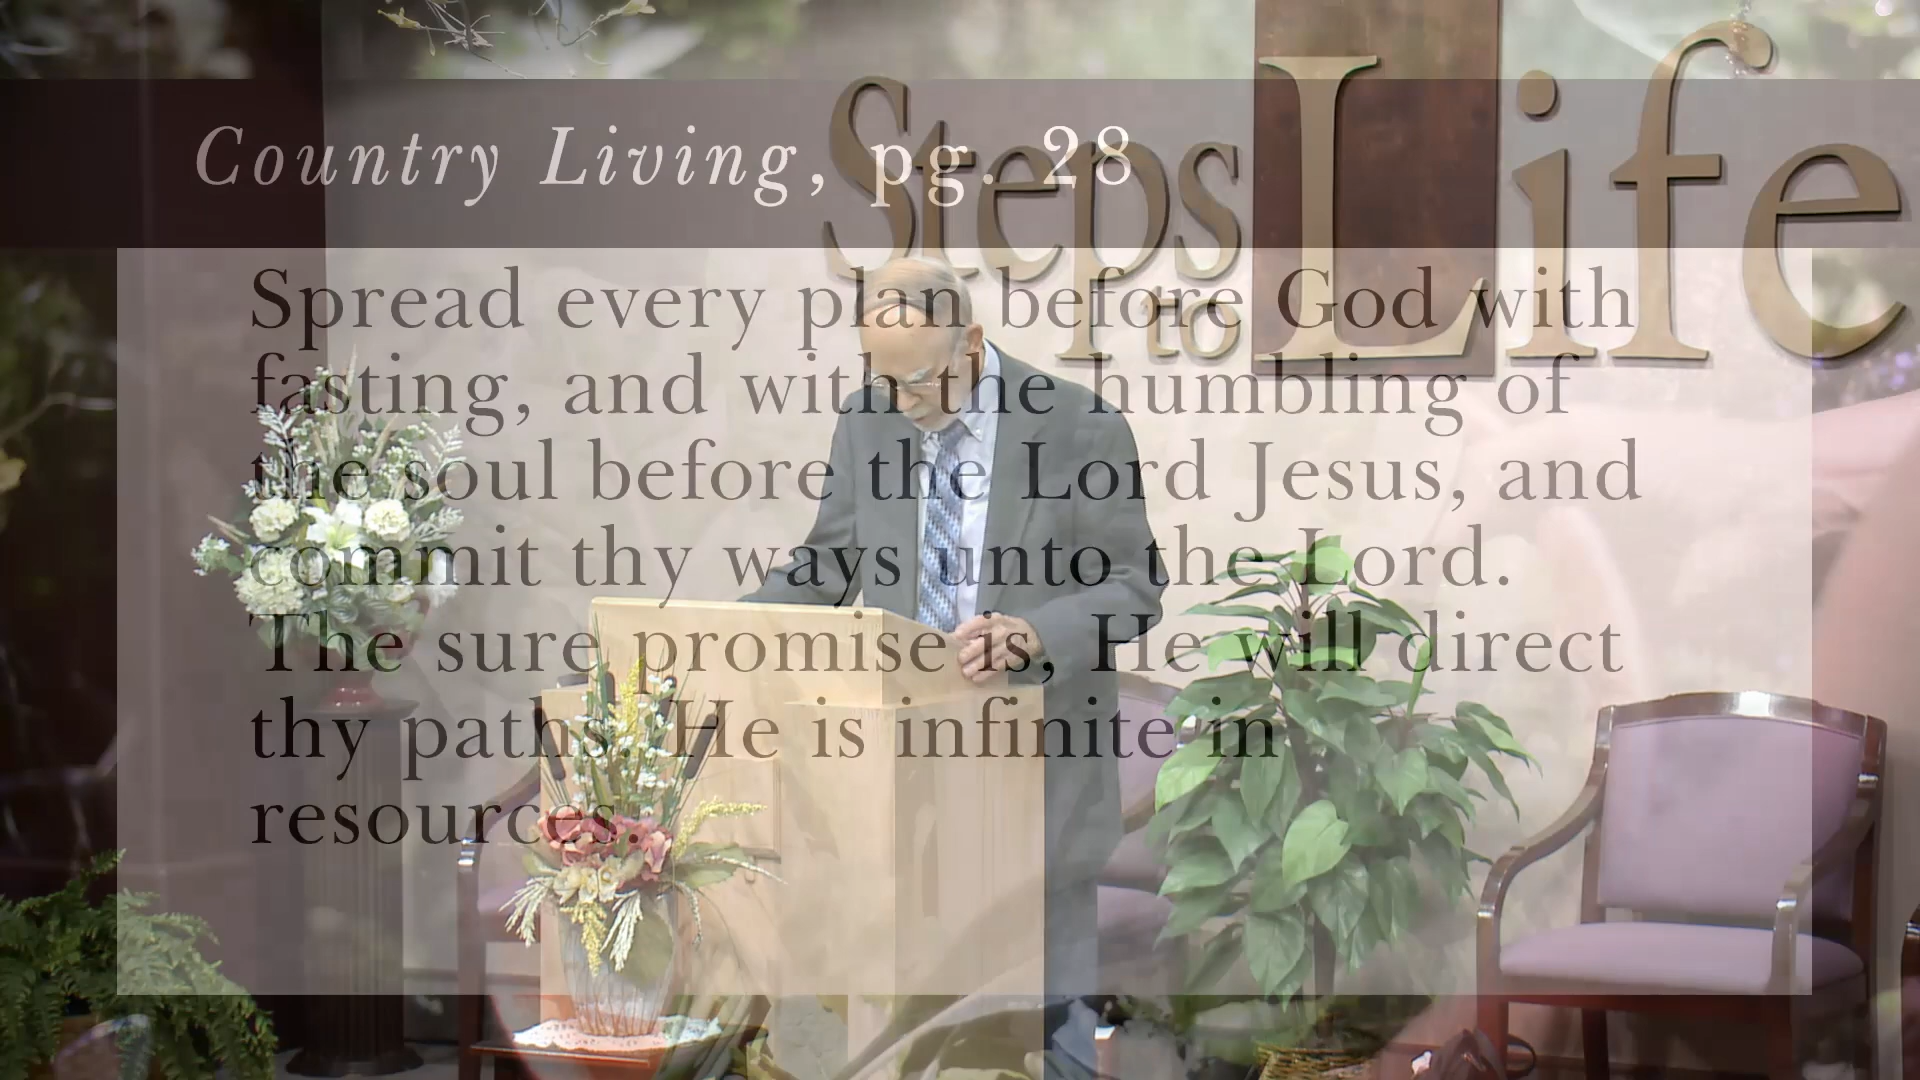 Country Living, pg. 28
Steps
to
Life
Spread every plan before God with
fasting, and with the humbling of
the soul before the Lord Jesus, and
commit thy ways unto the Lord.
The sure promise is, He will direct
thy paths. He is infinite in
resources.